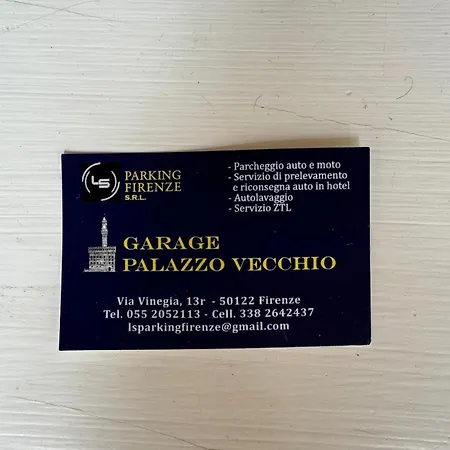 LS
PARKING
FIRENZE
S.R.L.
- Parcheggio auto e moto
- Servizio di prelevamento
e riconsegna auto in hotel
- Autolavaggio
- Servizio ZTL
GARAGE
PALAZZO VECCHIO
Via Vinegia, 13r - 50122 Firenze
Tel. 055 2052113 - Cell. 338 2642437
lsparkingfirenze@gmail.com